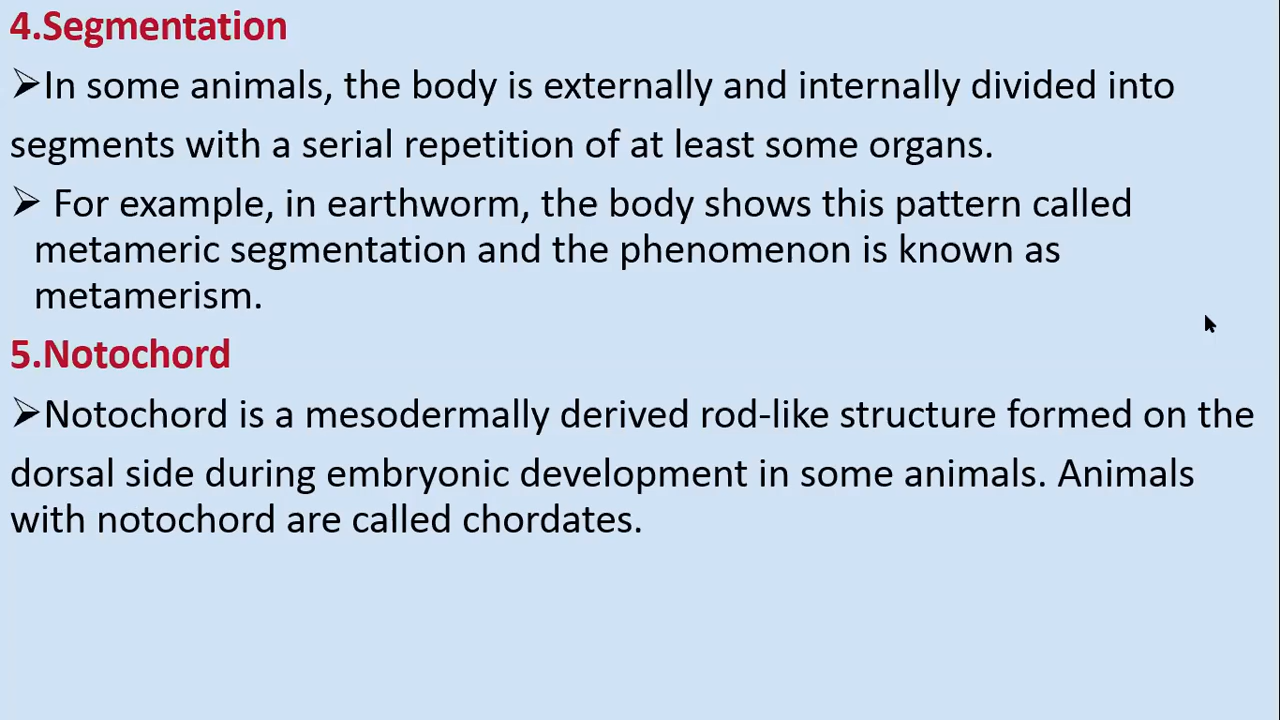 4.Segmentation
➢In some animals, the body is externally and internally divided into
segments with a serial repetition of at least some organs.
➢ For example, in earthworm, the body shows this pattern called
metameric segmentation and the phenomenon is known as
metamerism.
5.Notochord
➢Notochord is a mesodermally derived rod-like structure formed on the
dorsal side during embryonic development in some animals. Animals
with notochord are called chordates.